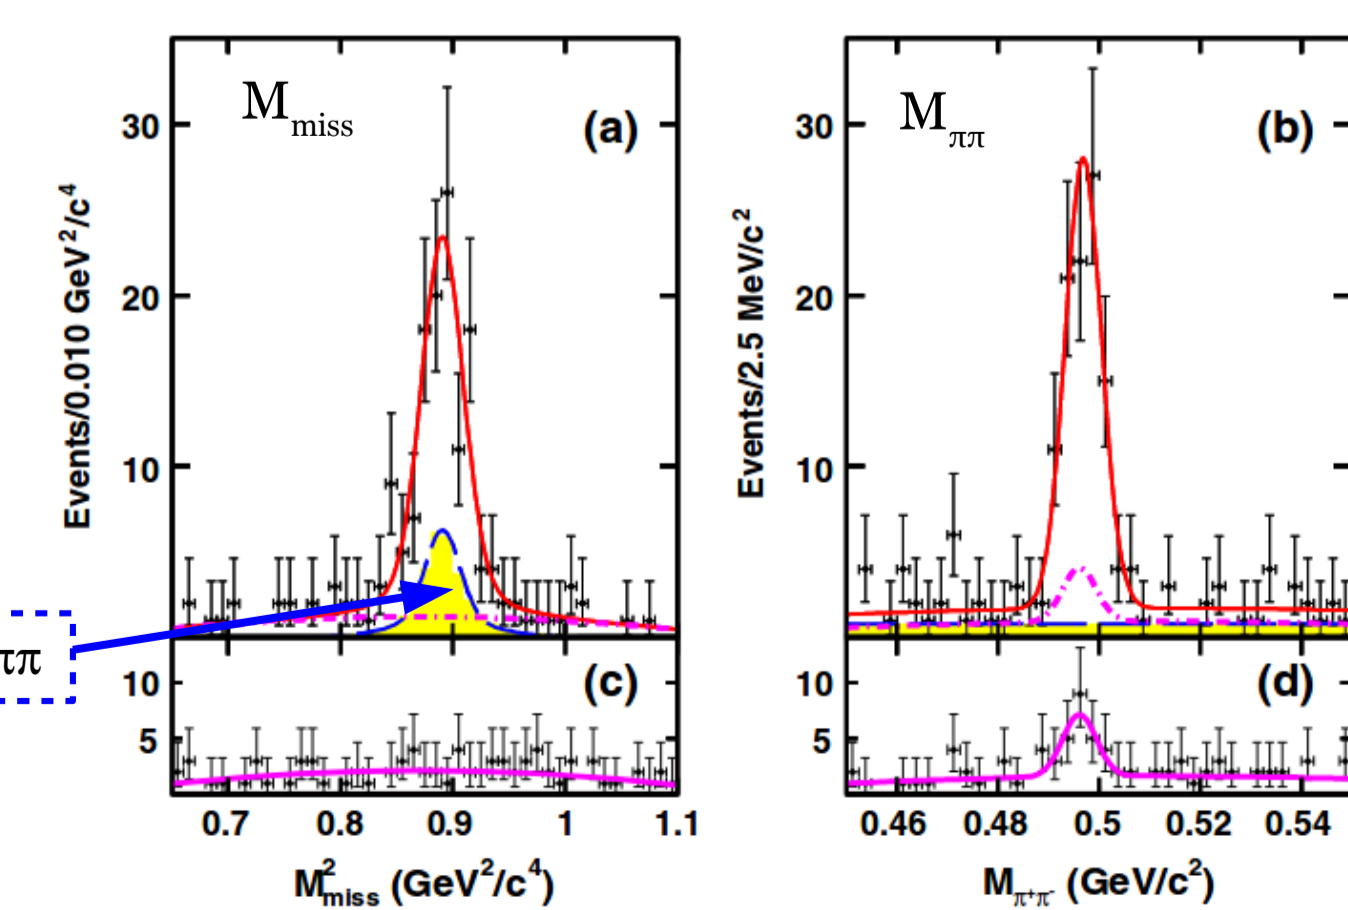 M_miss
(a)
30
20
10
Events/0.010 GeV²/c⁴
ππ
(c)
10
5
0.7 0.8 0.9 1 1.1
M²_miss (GeV²/c⁴)
M_ππ
(b)
30
20
10
Events/2.5 MeV/c²
(d)
10
5
0.46 0.48 0.5 0.52 0.54
M_π⁺π⁻ (GeV/c²)